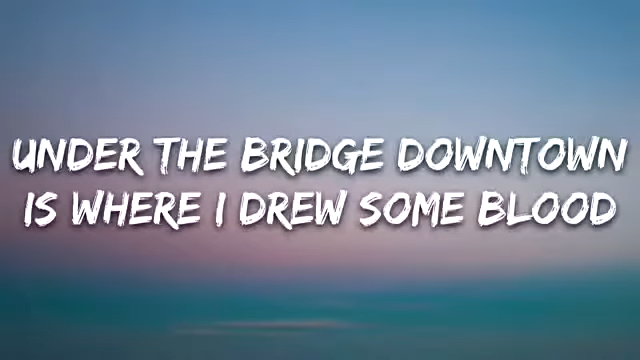 UNDER THE BRIDGE DOWNTOWN
IS WHERE I DREW SOME BLOOD